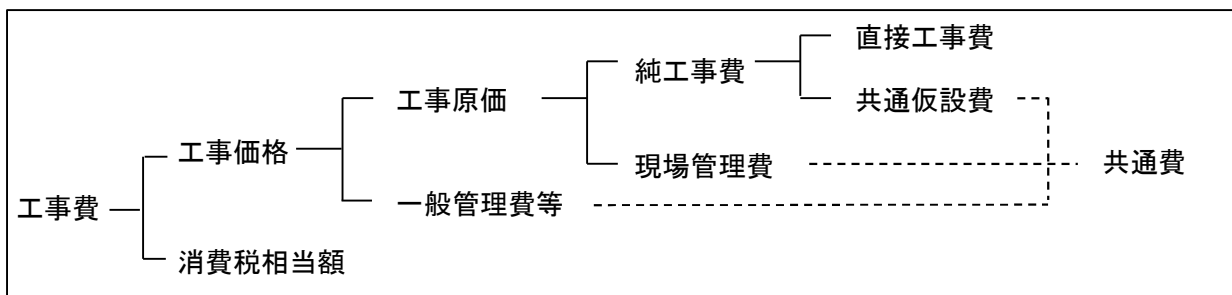 直接工事費
純工事費
共通仮設費
工事原価
工事価格
現場管理費
共通費
一般管理費等
工事費
消費税相当額